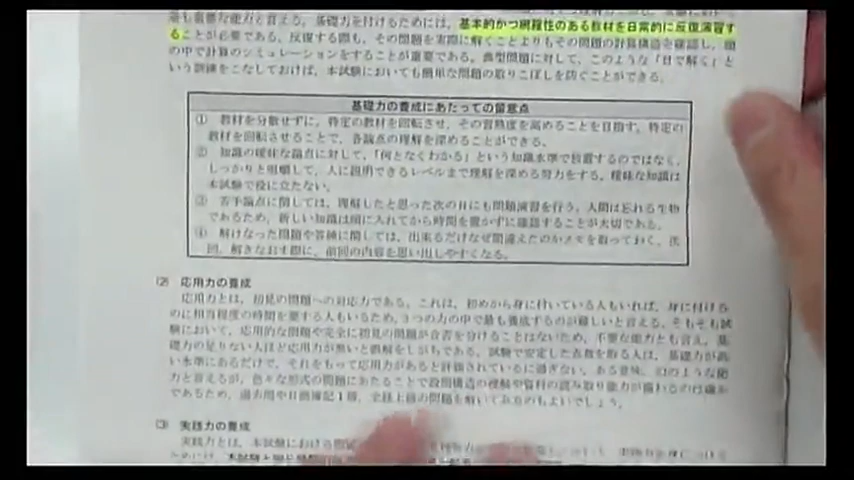 最も重要な能力と言える。基礎力を付けるためには、基本的かつ網羅性のある教材を日常的に反復演習す
ることが必要である。反復する際も、その問題を実際に解くことよりもその問題の計算構造を確認し、頭
の中で計算のシミュレーションをすることが重要である。典型問題に対して、このような「目で解く」と
いう訓練をこなしておけば、本試験においても簡単な問題の取りこぼしを防ぐことができる。
基礎力の養成にあたっての留意点
① 教材を分散せずに、特定の教材を回転させ、その習熟度を高めることを目指す。特定の
教材を回転させることで、各論点の理解を深めることができる。
② 知識の曖昧な論点に対して、「何となくわかる」という知識水準で放置するのではなく、
しっかりと咀嚼して、人に説明できるレベルまで理解を深める努力をする。曖昧な知識は
本試験で役に立たない。
③ 苦手論点に関しては、理解したと思った次の日にも問題演習を行う。人間は忘れる生物
であるため、新しい知識は頭に入れてから時間を置かずに確認することが大切である。
④ 解けなかった問題や答練に関しては、出来るだけなぜ間違えたのかメモを取っておく。次
回、解きなおす際に、前回の内容を思い出しやすくなる。
(2) 応用力の養成
応用力とは、初見の問題への対応力である。これは、初めから身に付いている人もいれば、身に付ける
のに相当程度の時間を要する人もいるため、3つの力の中で最も養成するのが難しいと言える。そもそも試
験において、応用的な問題や完全に初見の問題が合否を分けることはないため、不要な能力とも言え、基
礎力の足りない人ほど応用力が無いと誤解をしがちである。試験で安定した点数を取る人は、基礎力が高
い水準にあるだけで、それをもって応用力があると評価されているに過ぎない。ある意味、幻のような能
力と言えるが、色々な形式の問題にあたることで設問構造の理解や資料の読み取り能力が備わるのは確か
であるため、過去問や日商簿記1級、全経上級の問題を解いてみるのもよいでしょう。
(3) 実践力の養成
実践力とは、本試験における